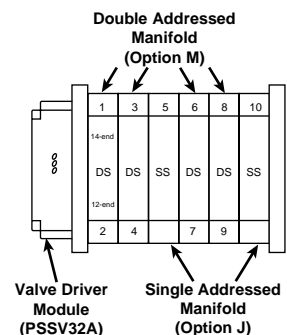 Double Addressed
Manifold
(Option M)
1 3 5 6 8 10
14-end
DS DS SS DS DS SS
12-end
2 4 7 9
Valve Driver
Module
(PSSV32A)
Single Addressed
Manifold
(Option J)